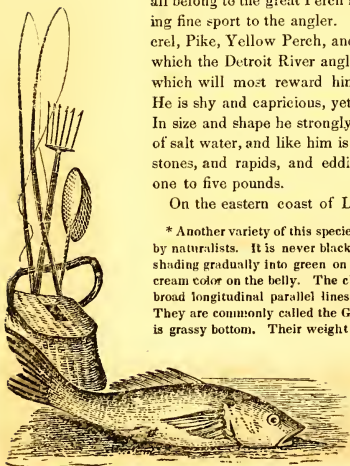 all belong to the great Perch
ing fine sport to the angler.
erel, Pike, Yellow Perch, and
which the Detroit River angl
which will most reward him
He is shy and capricious, yet
In size and shape he strongly
of salt water, and like him is
stones, and rapids, and eddi
one to five pounds.
On the eastern coast of L
* Another variety of this specie
by naturalists. It is never black
shading gradually into green on
cream color on the belly. The c
broad longitudinal parallel lines
They are commonly called the G
is grassy bottom. Their weight